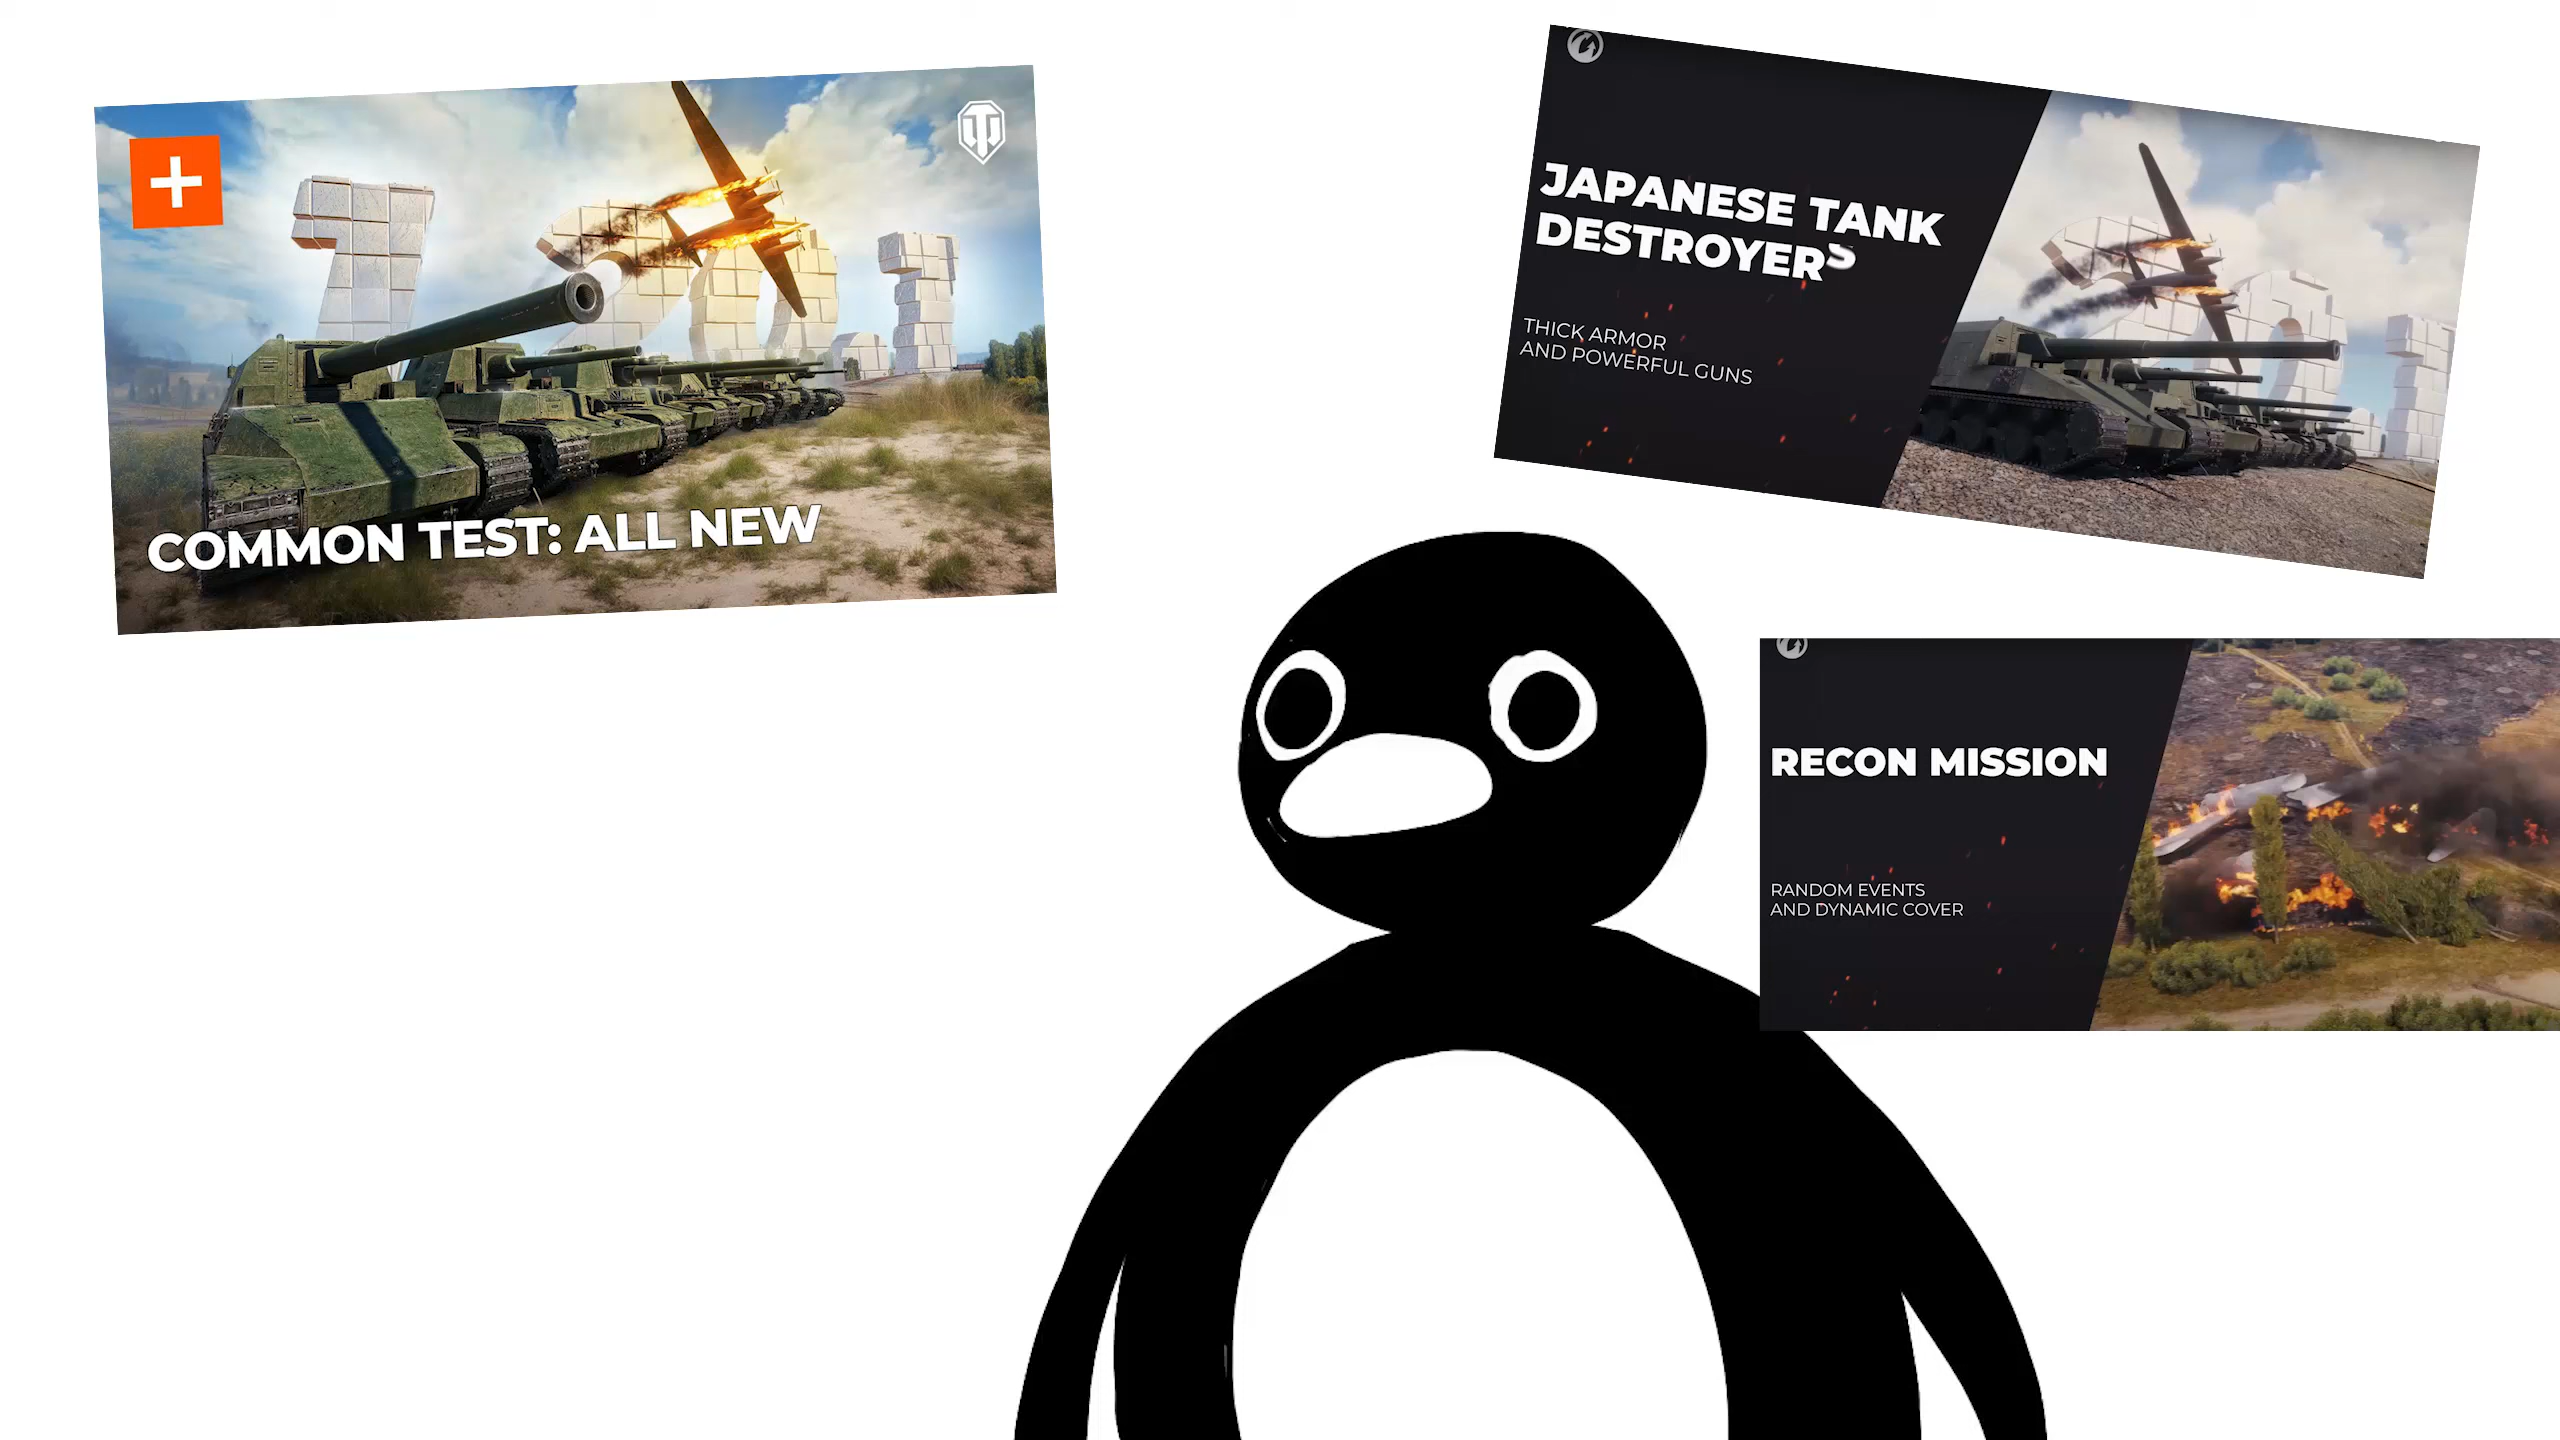 COMMON TEST: ALL NEW
JAPANESE TANK
DESTROYERS
THICK ARMOR
AND POWERFUL GUNS
RECON MISSION
RANDOM EVENTS
AND DYNAMIC COVER